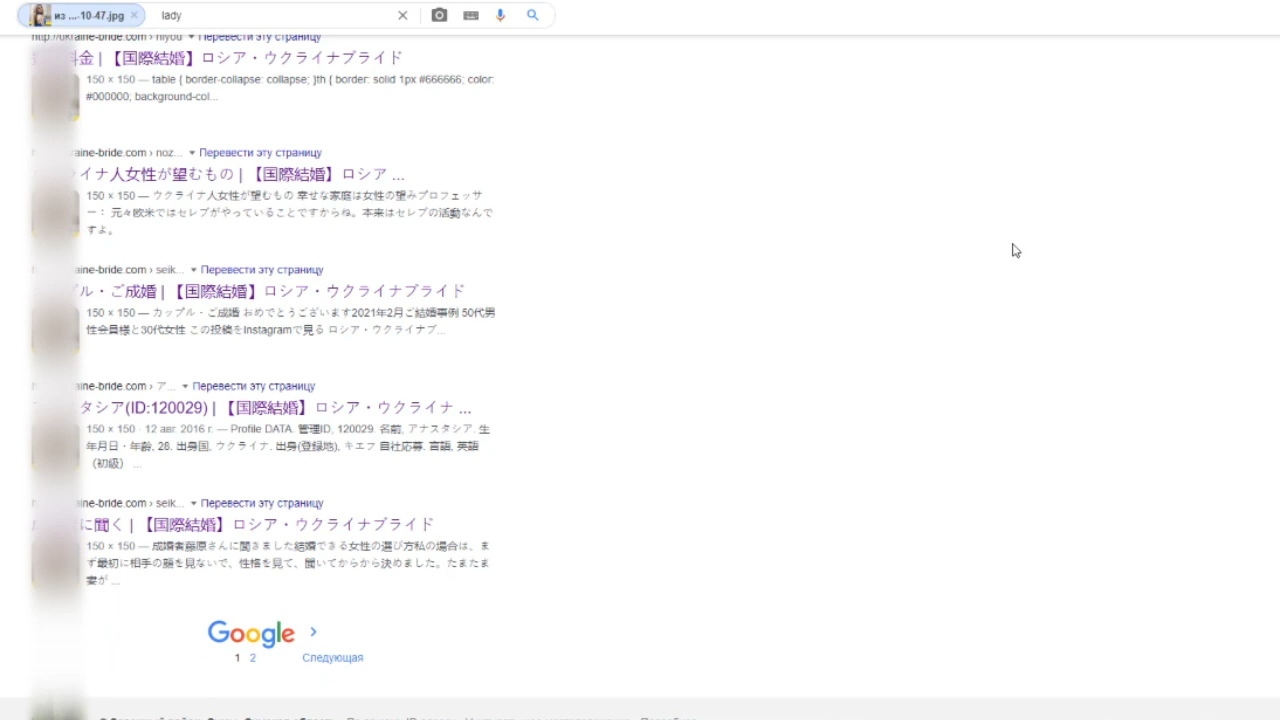 из ...-10-47.jpg × lady
http://ukraine-bride.com › riyou ▼ Перевести эту страницу
料金 | 【国際結婚】ロシア・ウクライナブライド
150 × 150 — table { border-collapse: collapse; }th { border: solid 1px #666666; color:
#000000; background-col...
raine-bride.com › noz... ▼ Перевести эту страницу
イナ人女性が望むもの | 【国際結婚】ロシア ...
150 × 150 — ウクライナ人女性が望むもの 幸せな家庭は女性の望みプロフェッサ
ー： 元々欧米ではセレブがやっていることですからね。本来はセレブの活動なんで
すよ。
aine-bride.com › seik... ▼ Перевести эту страницу
プル・ご成婚 | 【国際結婚】ロシア・ウクライナブライド
150 × 150 — カップル・ご成婚 おめでとうございます2021年2月ご結婚事例 50代男
性会員様と30代女性 この投稿をInstagramで見る ロシア・ウクライナブ...
aine-bride.com › ア... ▼ Перевести эту страницу
タシア(ID:120029) | 【国際結婚】ロシア・ウクライナ ...
150 × 150 · 12 авг. 2016 г. — Profile DATA. 管理ID, 120029. 名前, アナスタシア. 生
年月日・年齢, 28. 出身国, ウクライナ. 出身(登録地), キエフ 自社応募. 言語, 英語
（初級） ...
aine-bride.com › seik... ▼ Перевести эту страницу
に聞く | 【国際結婚】ロシア・ウクライナブライド
150 × 150 — 成婚者藤原さんに聞きました結婚できる女性の選び方私の場合は、ま
ず最初に相手の顔を見ないで、性格を見て、聞いてからから決めました。たまたま
妻が ...
Google >
1 2 Следующая